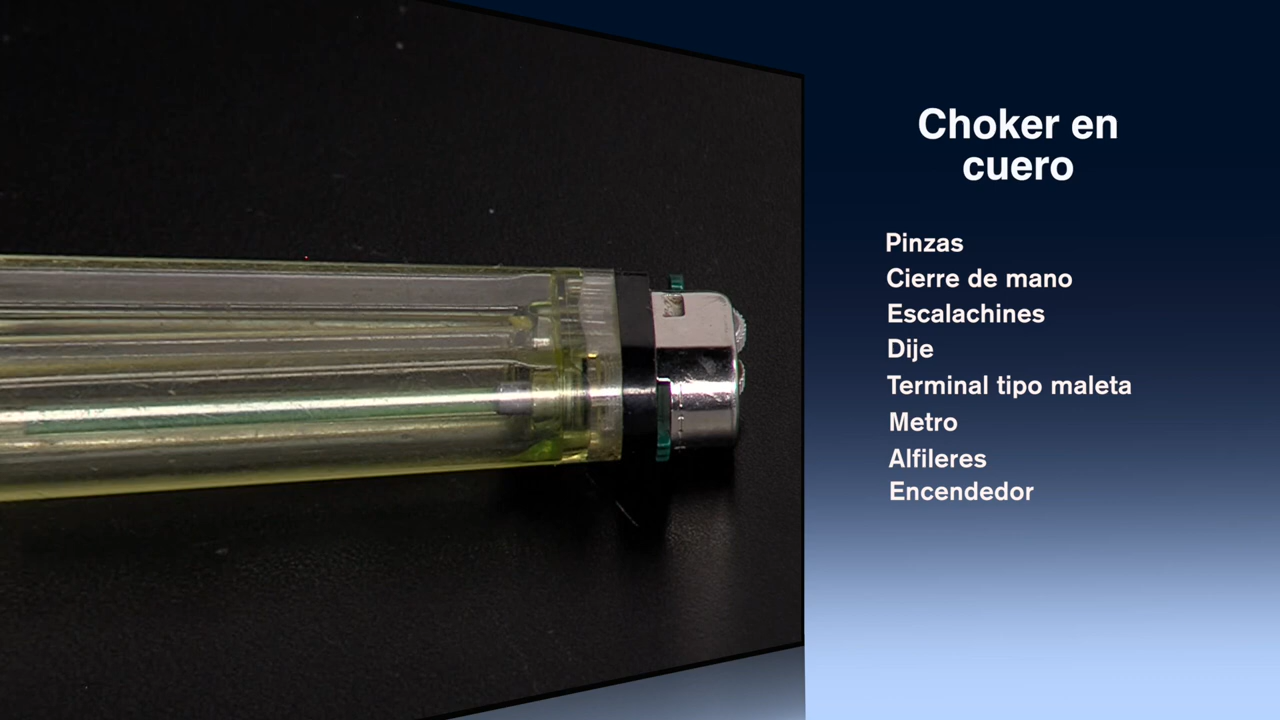 Choker en
cuero
Pinzas
Cierre de mano
Escalachines
Dije
Terminal tipo maleta
Metro
Alfileres
Encendedor